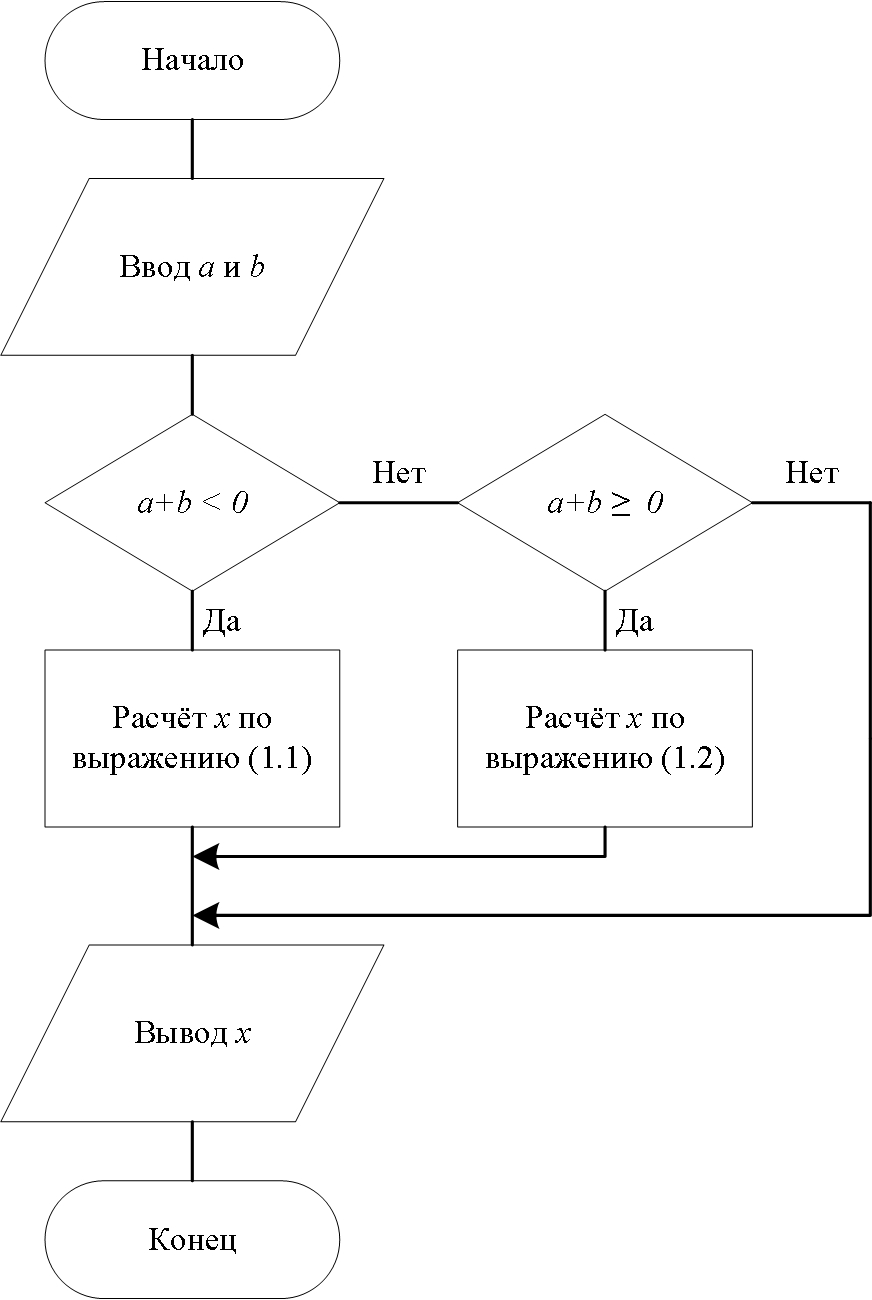 Начало
Ввод a и b
a+b < 0
Нет
a+b ≥ 0
Нет
Да
Да
Расчёт x по
выражению (1.1)
Расчёт x по
выражению (1.2)
Вывод x
Конец